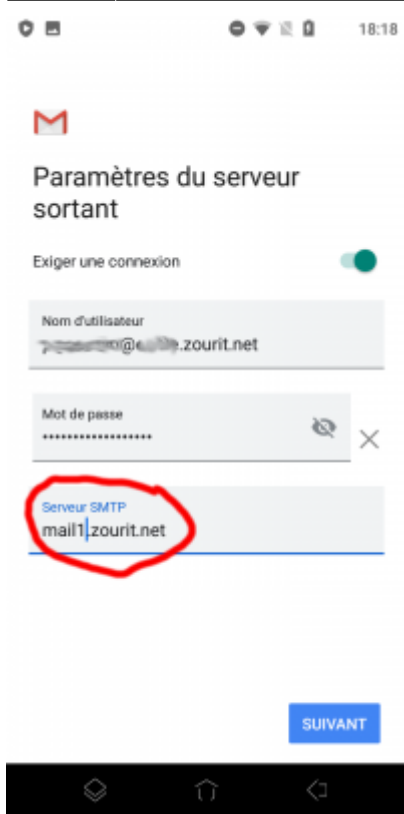 18:18
Paramètres du serveur
sortant
Exiger une connexion
Nom d'utilisateur
.zourit.net
Mot de passe
••••••••••••••••••
Serveur SMTP
mail1.zourit.net
SUIVANT